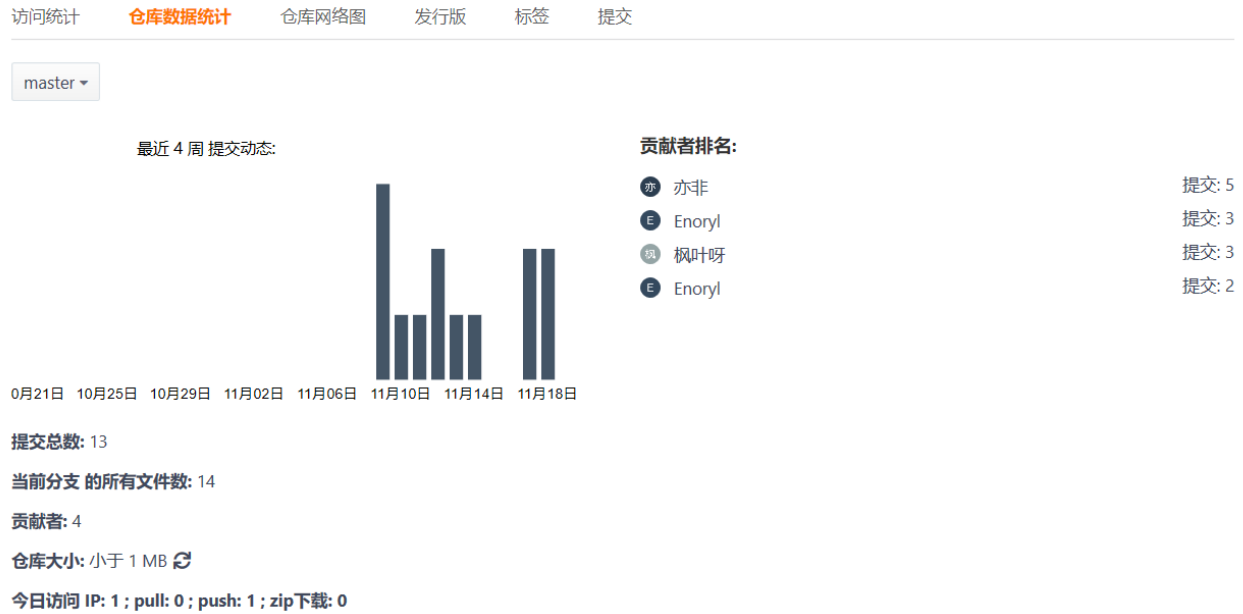 访问统计 仓库数据统计 仓库网络图 发行版 标签 提交
master
最近 4 周 提交动态:
0月21日 10月25日 10月29日 11月02日 11月06日 11月10日 11月14日 11月18日
贡献者排名:
亦 亦非 提交: 5
E Enoryl 提交: 3
枫 枫叶呀 提交: 3
E Enoryl 提交: 2
提交总数: 13
当前分支 的所有文件数: 14
贡献者: 4
仓库大小: 小于 1 MB
今日访问 IP: 1 ; pull: 0 ; push: 1 ; zip下载: 0